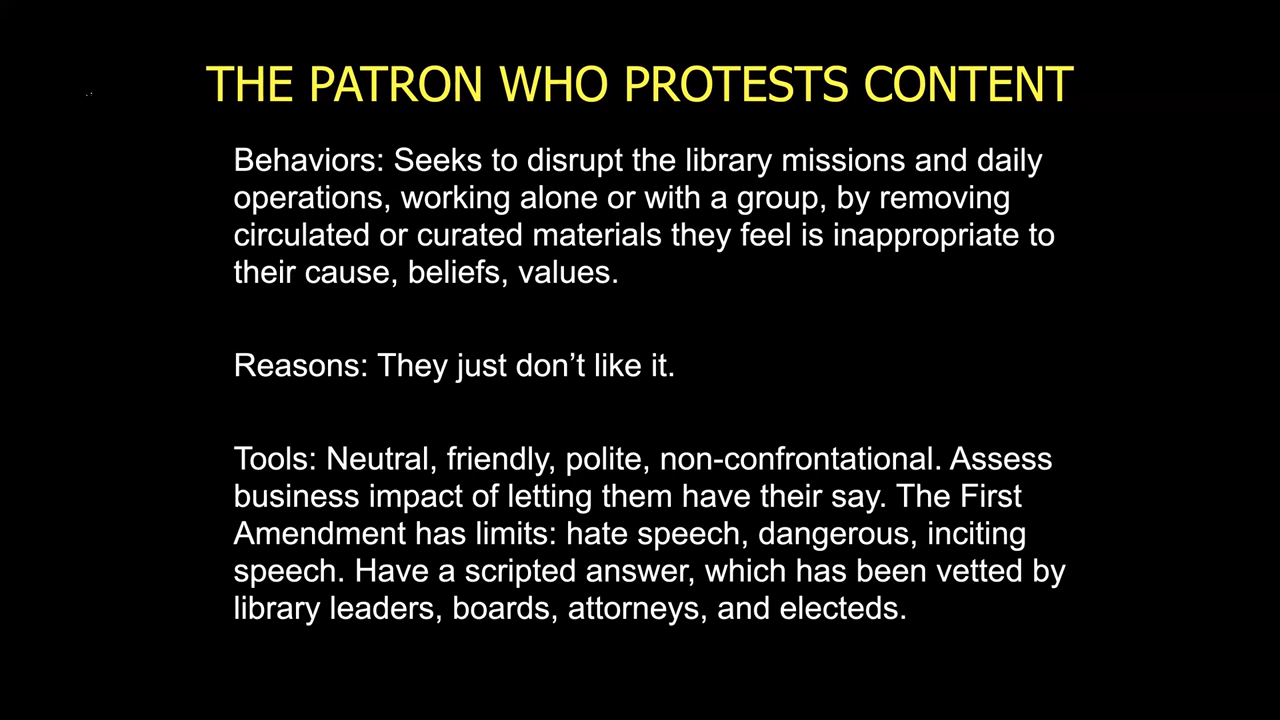 THE PATRON WHO PROTESTS CONTENT
Behaviors: Seeks to disrupt the library missions and daily
operations, working alone or with a group, by removing
circulated or curated materials they feel is inappropriate to
their cause, beliefs, values.
Reasons: They just don’t like it.
Tools: Neutral, friendly, polite, non-confrontational. Assess
business impact of letting them have their say. The First
Amendment has limits: hate speech, dangerous, inciting
speech. Have a scripted answer, which has been vetted by
library leaders, boards, attorneys, and electeds.